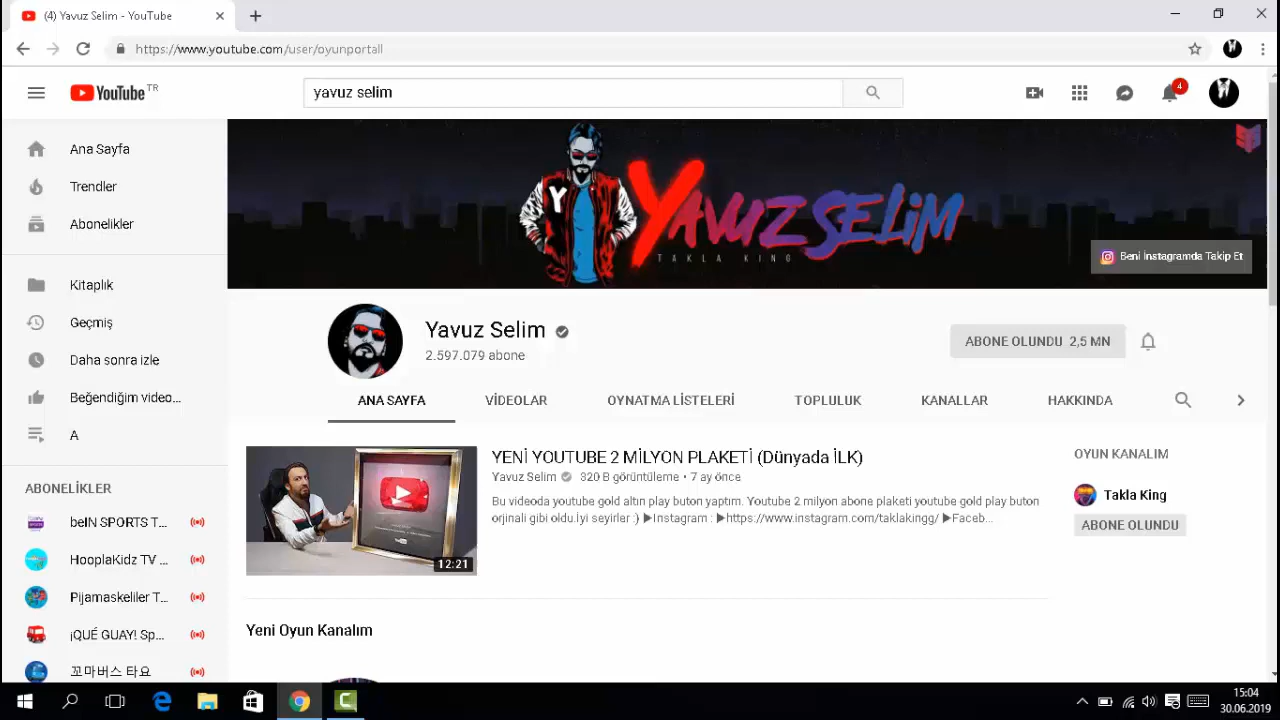 (4) Yavuz Selim - YouTube
https://www.youtube.com/user/oyunportall
YouTube TR
yavuz selim
4
Ana Sayfa
Trendler
Abonelikler
Kitaplık
Geçmiş
Daha sonra izle
Beğendiğim video...
A
ABONELİKLER
beIN SPORTS T...
HooplaKidz TV ...
Pijamaskeliler T...
¡QUÉ GUAY! Sp...
꼬마버스 타요
Y
YAVUZ SELİM
TAKLA KING
Beni İnstagramda Takip Et
Yavuz Selim
2.597.079 abone
ABONE OLUNDU 2,5 MN
ANA SAYFA VİDEOLAR OYNATMA LİSTELERİ TOPLULUK KANALLAR HAKKINDA
12:21
YENİ YOUTUBE 2 MİLYON PLAKETİ (Dünyada İLK)
Yavuz Selim 320 B görüntüleme • 7 ay önce
Bu videoda youtube gold altın play buton yaptım. Youtube 2 milyon abone plaketi youtube gold play buton
orjinali gibi oldu.İyi seyirler :) ▶Instagram : ▶https://www.instagram.com/taklakingg/ ▶Faceb...
OYUN KANALIM
Takla King
ABONE OLUNDU
Yeni Oyun Kanalım
15:04
30.06.2019